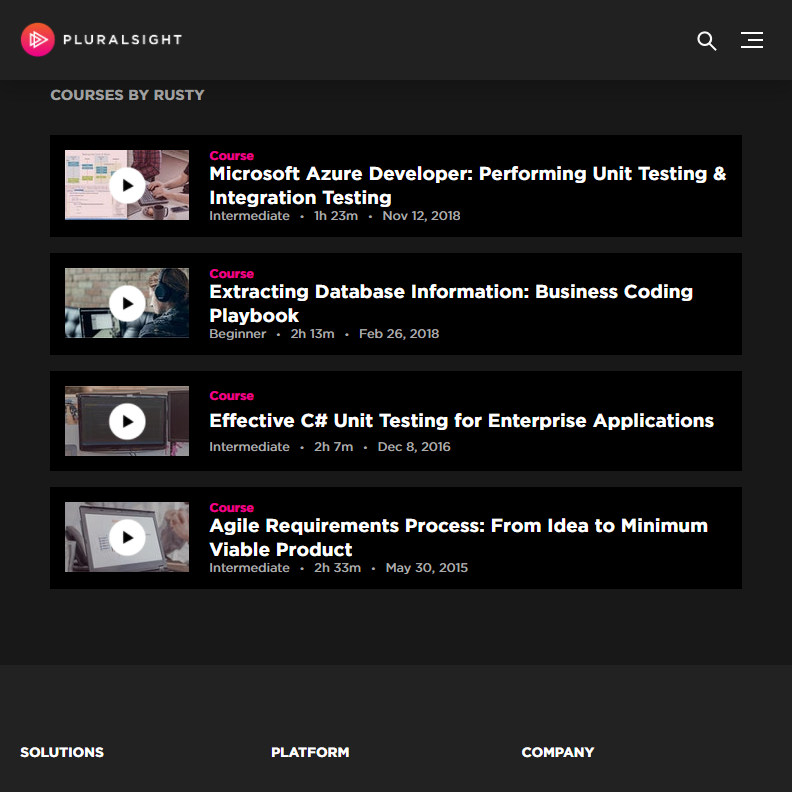 PLURALSIGHT
COURSES BY RUSTY
Course
Microsoft Azure Developer: Performing Unit Testing &
Integration Testing
Intermediate • 1h 23m • Nov 12, 2018
Course
Extracting Database Information: Business Coding
Playbook
Beginner • 2h 13m • Feb 26, 2018
Course
Effective C# Unit Testing for Enterprise Applications
Intermediate • 2h 7m • Dec 8, 2016
Course
Agile Requirements Process: From Idea to Minimum
Viable Product
Intermediate • 2h 33m • May 30, 2015
SOLUTIONS
PLATFORM
COMPANY